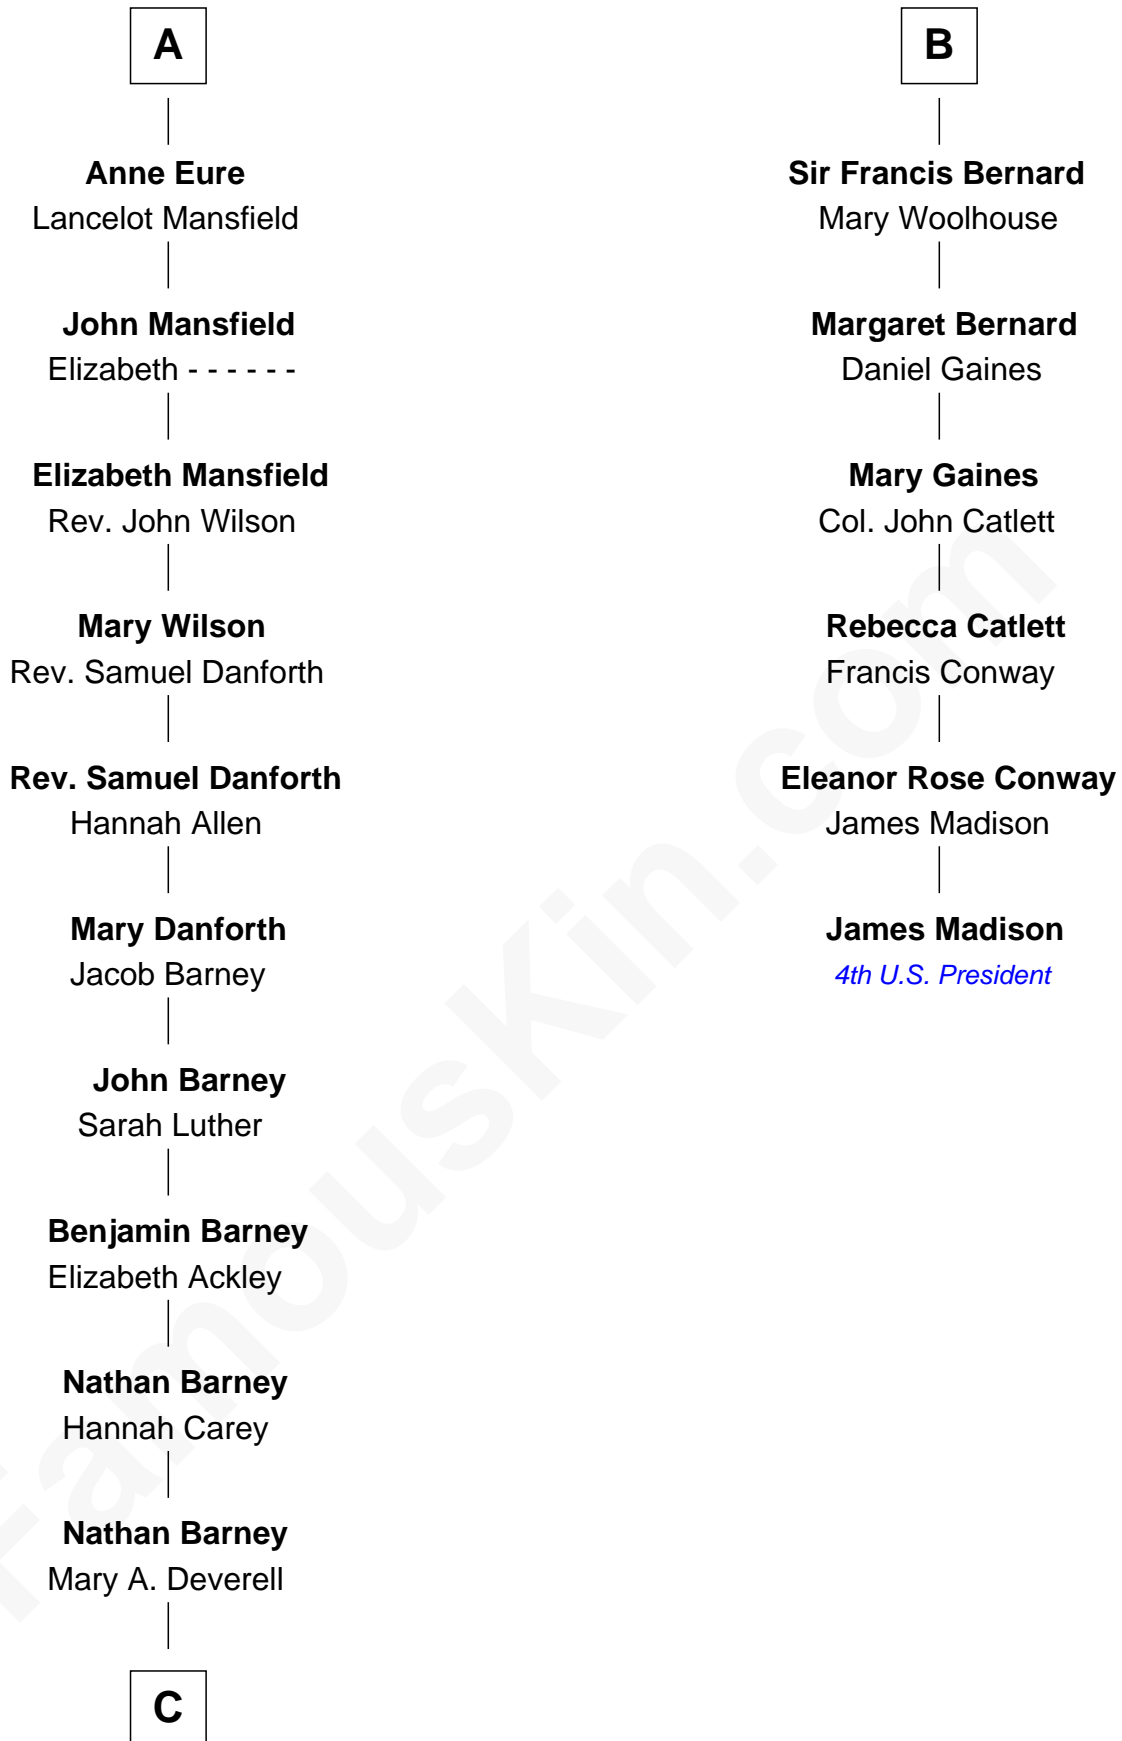 A
Anne Eure
Lancelot Mansfield
John Mansfield
Elizabeth - - - - - -
Elizabeth Mansfield
Rev. John Wilson
Mary Wilson
Rev. Samuel Danforth
Rev. Samuel Danforth
Hannah Allen
Mary Danforth
Jacob Barney
John Barney
Sarah Luther
Benjamin Barney
Elizabeth Ackley
Nathan Barney
Hannah Carey
Nathan Barney
Mary A. Deverell
C
B
Sir Francis Bernard
Mary Woolhouse
Margaret Bernard
Daniel Gaines
Mary Gaines
Col. John Catlett
Rebecca Catlett
Francis Conway
Eleanor Rose Conway
James Madison
James Madison
4th U.S. President
FamousKin.com